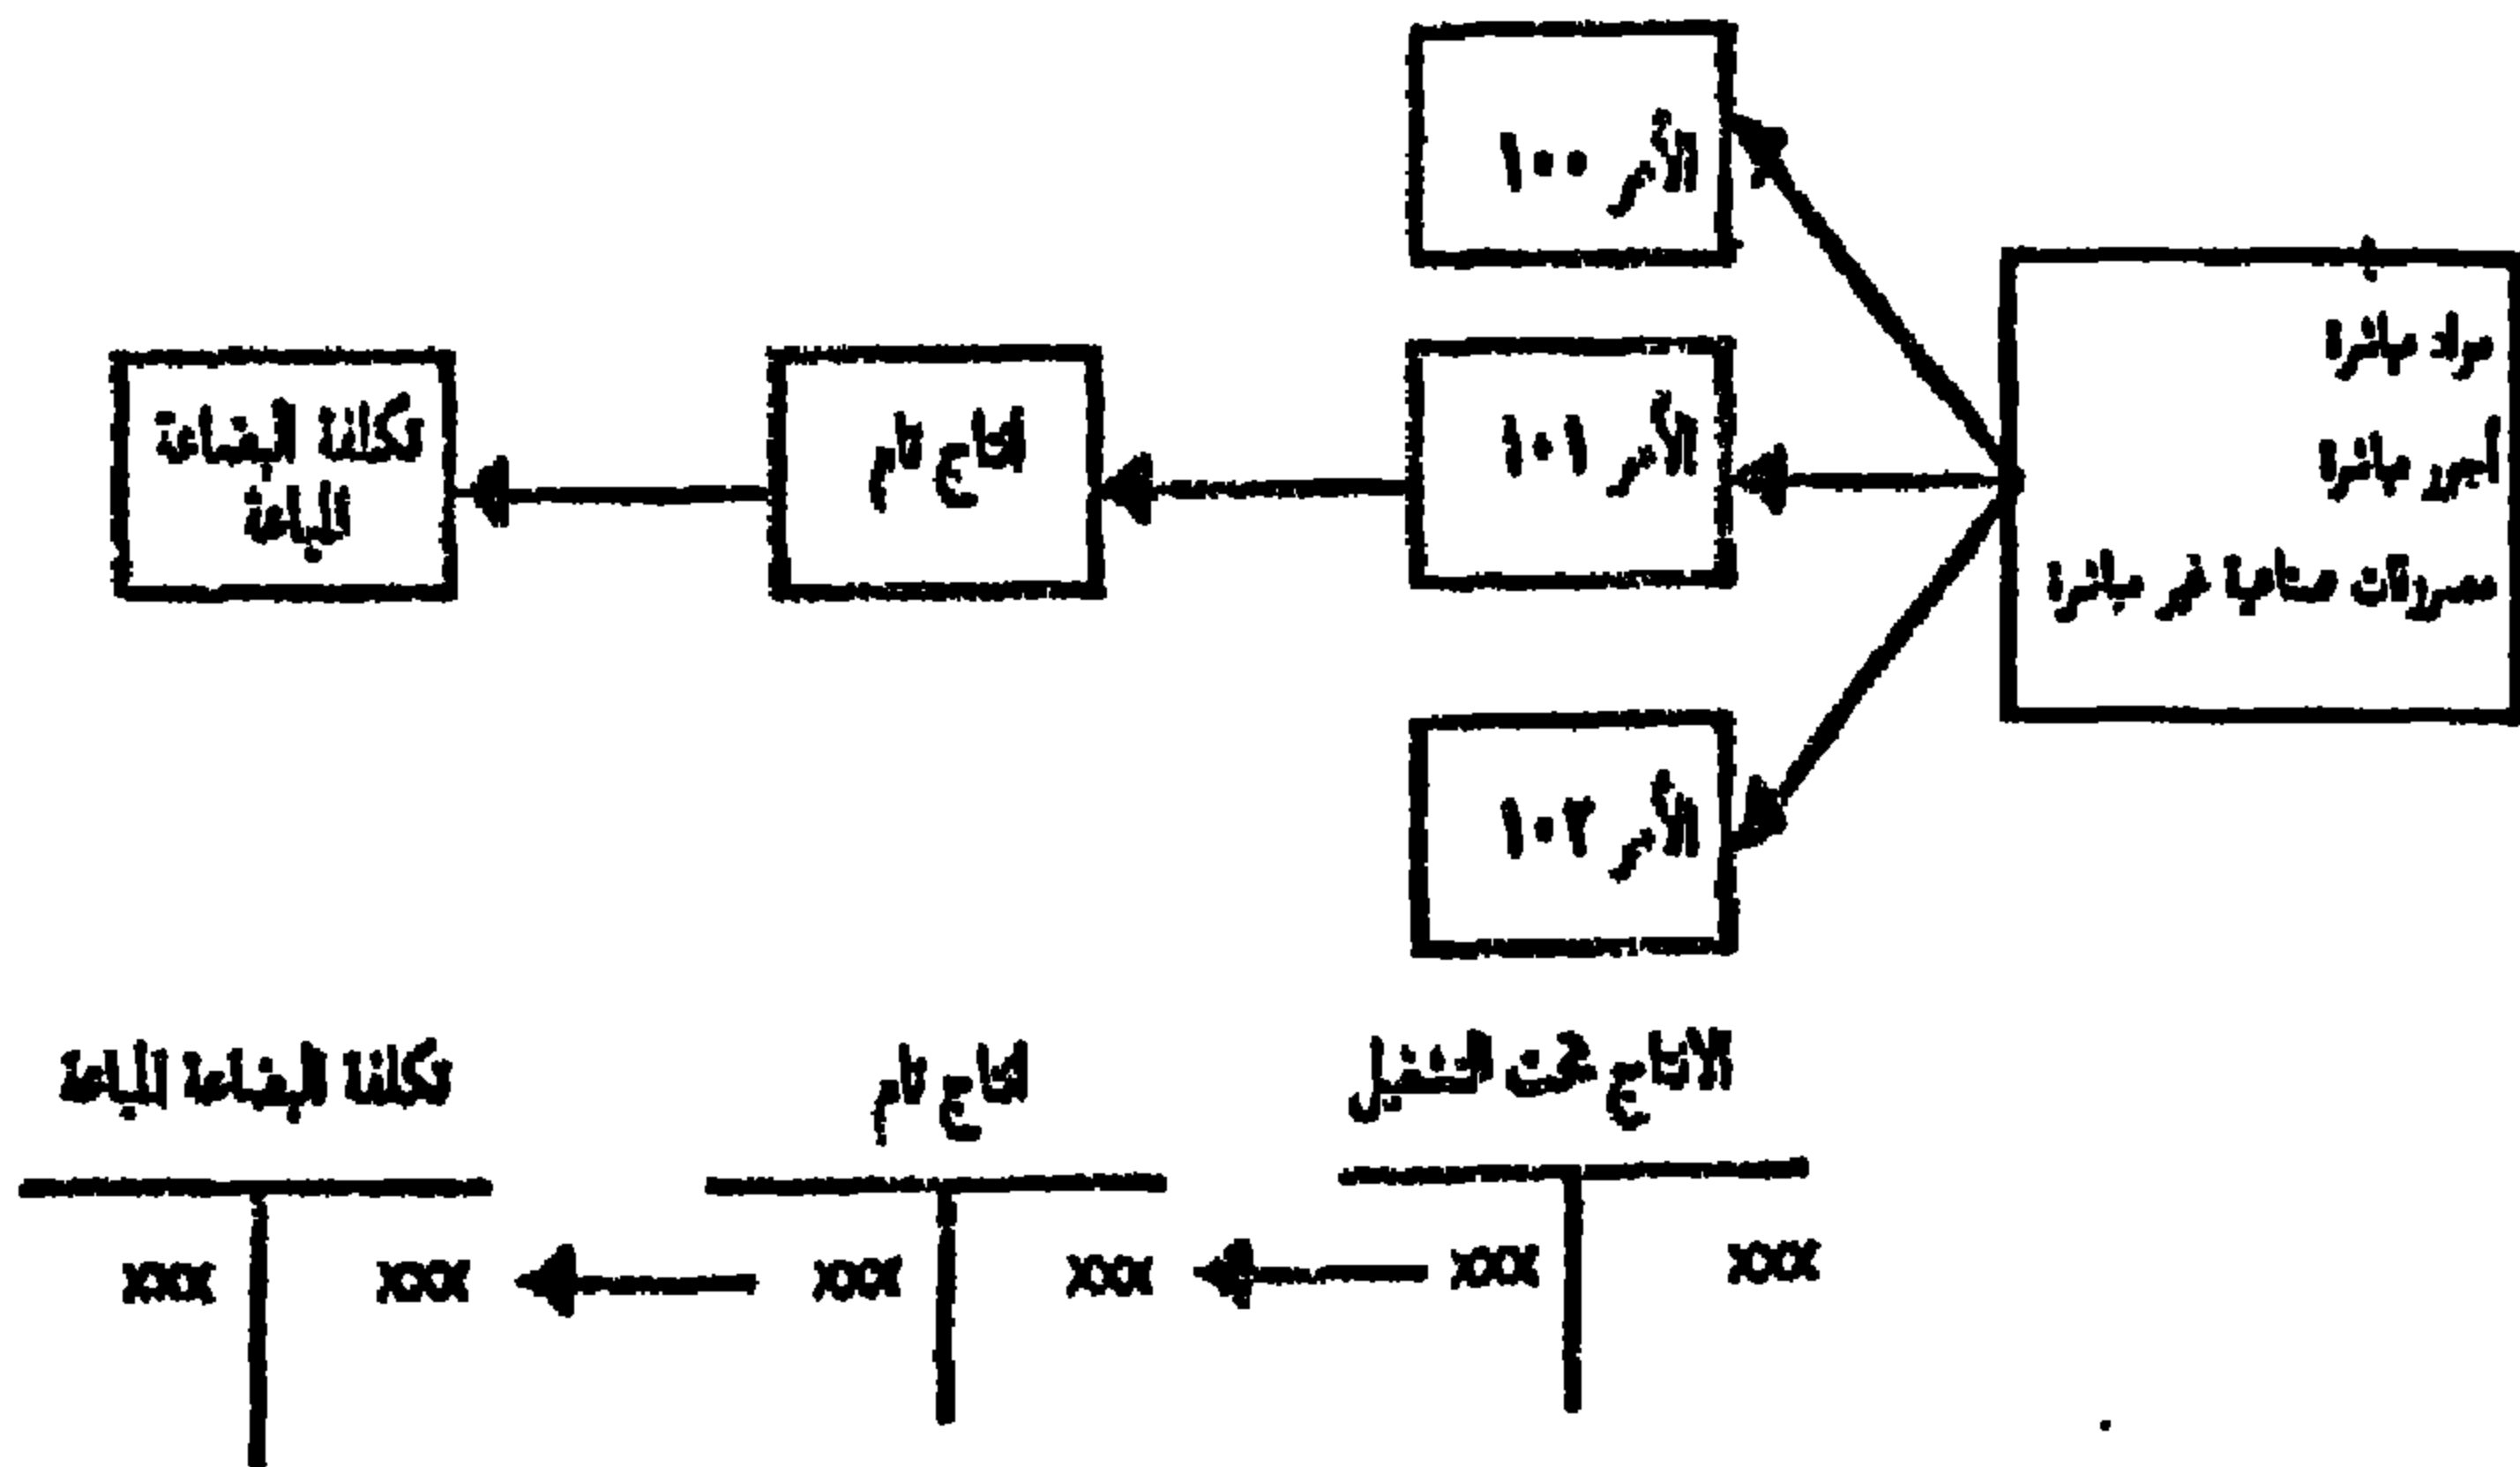 مواد مباشرة
أجور مباشرة
مصروفات صناعية غير مباشرة
الأمر ١٠٠
الأمر ١٠١
الأمر ١٠٢
إنتاج تام
تكلفة البضاعة
المباعة
الإنتاج تحت التشغيل
إنتاج تام
تكلفة البضاعة المباعة
xxx
xxx
xxx
xxx
xxx
xxx